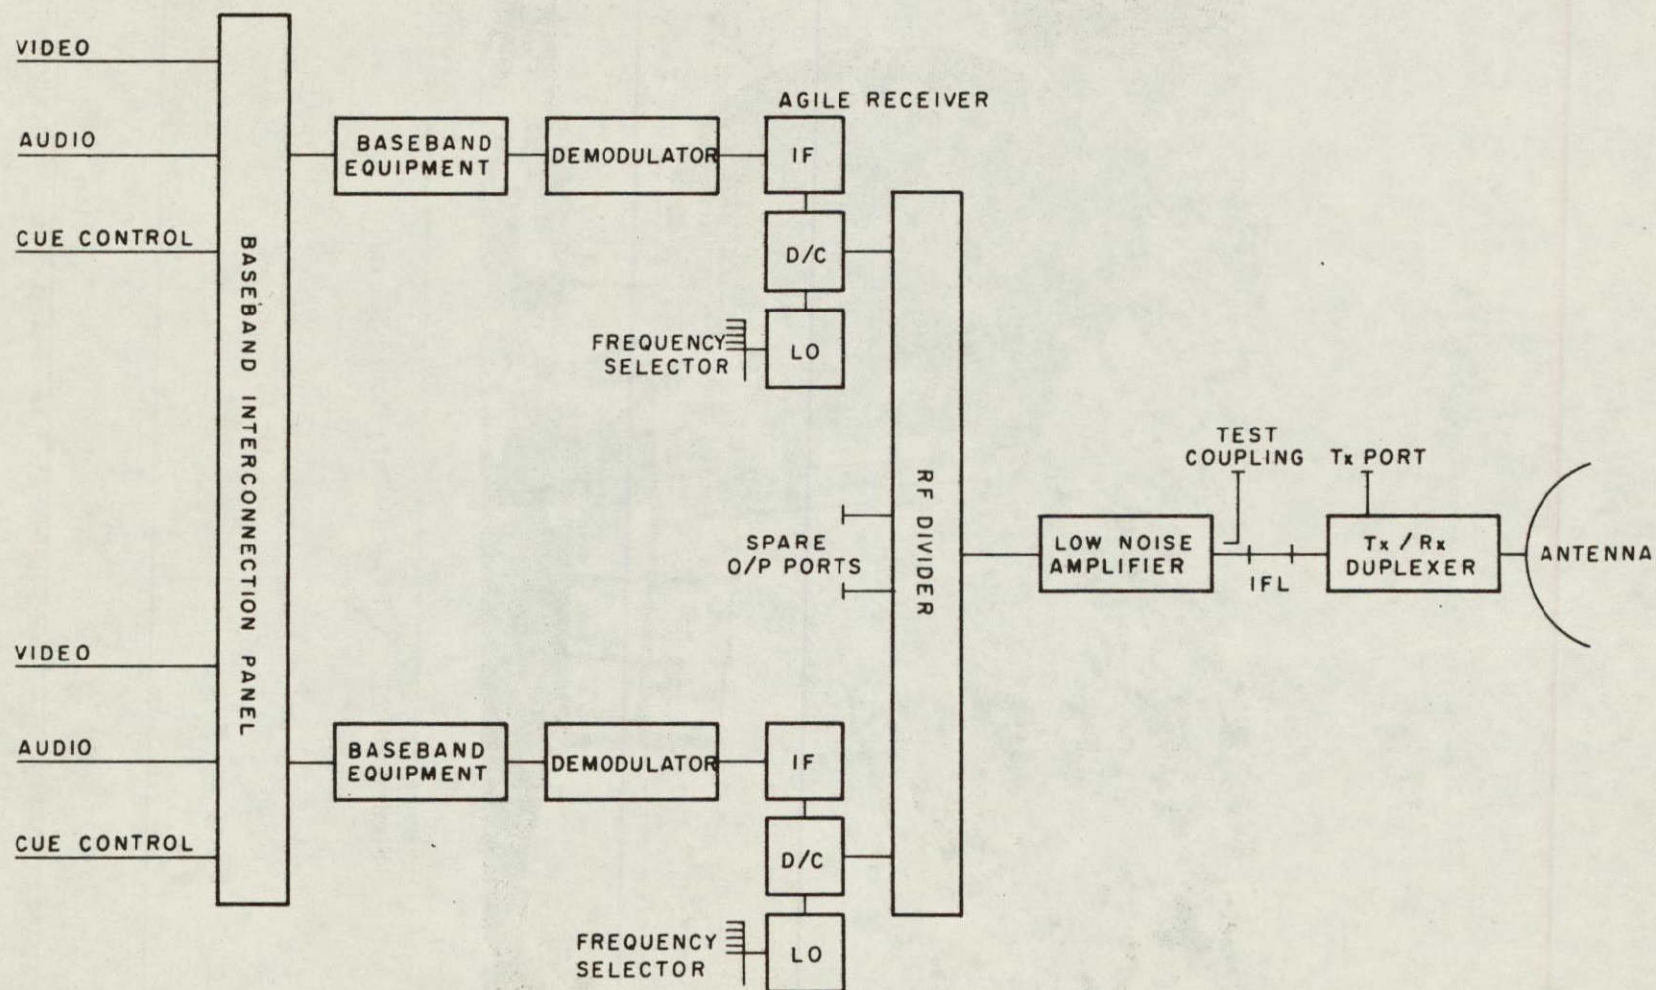 VIDEO
AUDIO
CUE CONTROL
BASEBAND INTERCONNECTION PANEL
BASEBAND
EQUIPMENT
DEMODULATOR
AGILE RECEIVER
IF
D/C
LO
FREQUENCY
SELECTOR
SPARE
O/P PORTS
RF DIVIDER
LOW NOISE
AMPLIFIER
TEST
COUPLING
IFL
Tx PORT
Tx / Rx
DUPLEXER
ANTENNA
VIDEO
AUDIO
CUE CONTROL
BASEBAND
EQUIPMENT
DEMODULATOR
IF
D/C
LO
FREQUENCY
SELECTOR